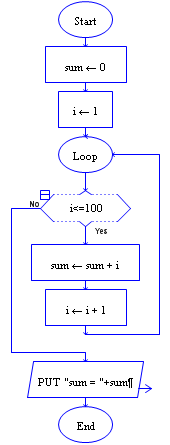 Start
sum ← 0
i ← 1
Loop
i<=100
No
Yes
sum ← sum + i
i ← i + 1
PUT "sum = "+sum¶
End